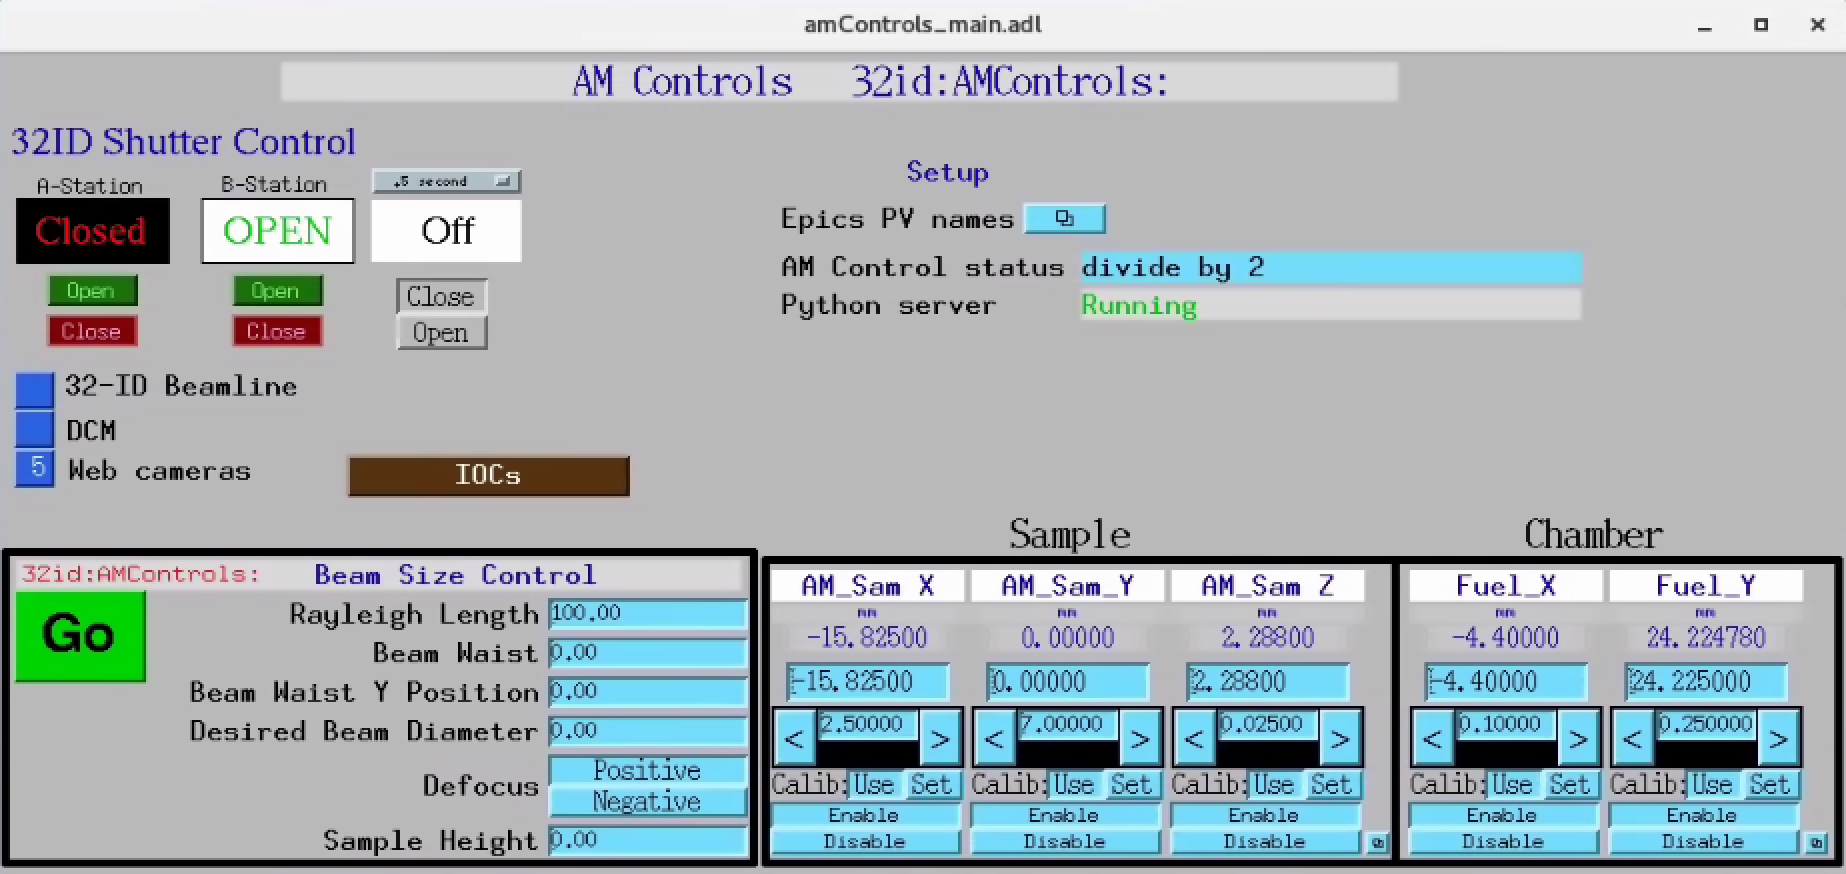 amControls_main.adl
AM Controls 32id:AMControls:
32ID Shutter Control
A-Station B-Station .5 second
Closed OPEN Off
Open Open Close
Close Close Open
Setup
Epics PV names
AM Control status divide by 2
Python server Running
32-ID Beamline
DCM
5 Web cameras
IOCs
32id:AMControls: Beam Size Control
Go
Rayleigh Length 100.00
Beam Waist 0.00
Beam Waist Y Position 0.00
Desired Beam Diameter 0.00
Defocus Positive
Negative
Sample Height 0.00
Sample
AM_Sam X AM_Sam_Y AM_Sam Z
mm mm mm
-15.82500 0.00000 2.28800
-15.82500 0.00000 2.28800
< 2.50000 > < 7.00000 > < 0.02500 >
Calib: Use Set Calib: Use Set Calib: Use Set
Enable Enable Enable
Disable Disable Disable
Chamber
Fuel_X Fuel_Y
mm mm
-4.40000 24.224780
-4.40000 24.225000
< 0.10000 > < 0.250000 >
Calib: Use Set Calib: Use Set
Enable Enable
Disable Disable